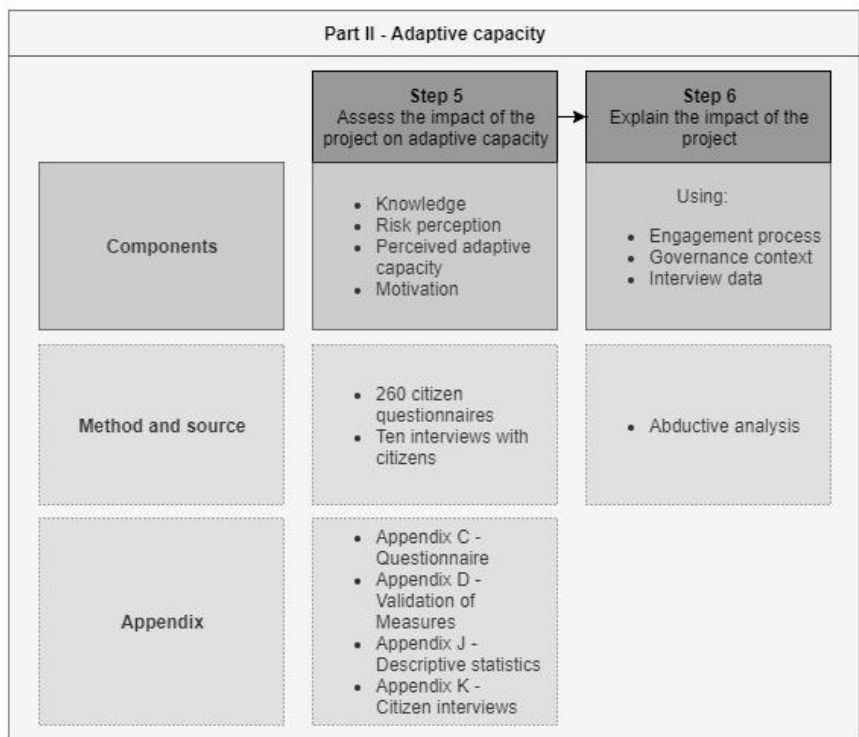 Part II - Adaptive capacity
Step 5
Assess the impact of the
project on adaptive capacity
Step 6
Explain the impact of the
project
Components
• Knowledge
• Risk perception
• Perceived adaptive
capacity
• Motivation
Using:
• Engagement process
• Governance context
• Interview data
Method and source
• 260 citizen
questionnaires
• Ten interviews with
citizens
• Abductive analysis
Appendix
• Appendix C -
Questionnaire
• Appendix D -
Validation of
Measures
• Appendix J -
Descriptive statistics
• Appendix K -
Citizen interviews